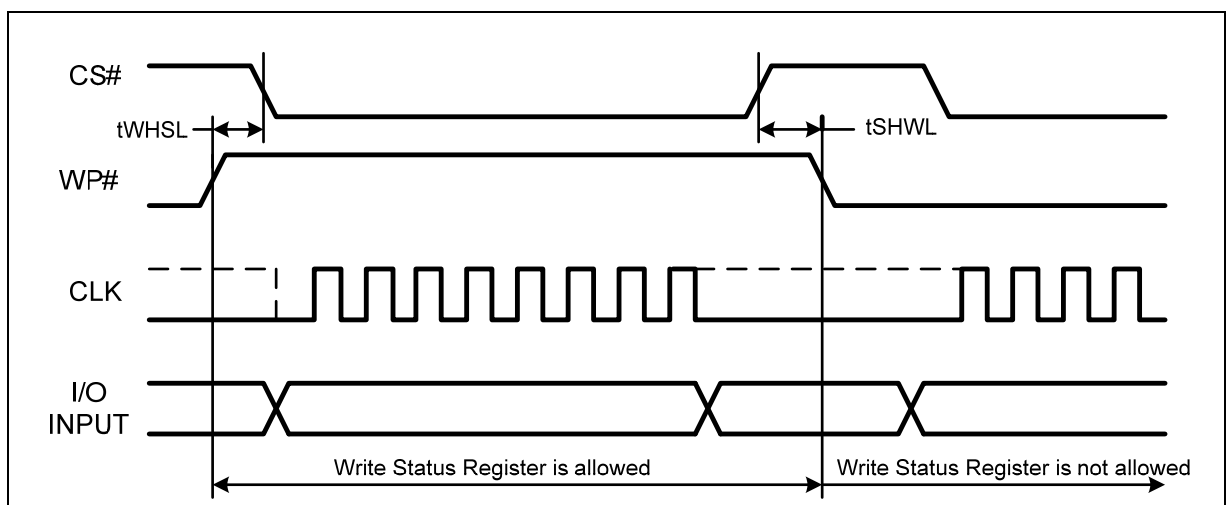 CS#
tWHSL
tSHWL
WP#
CLK
I/O
INPUT
Write Status Register is allowed
Write Status Register is not allowed